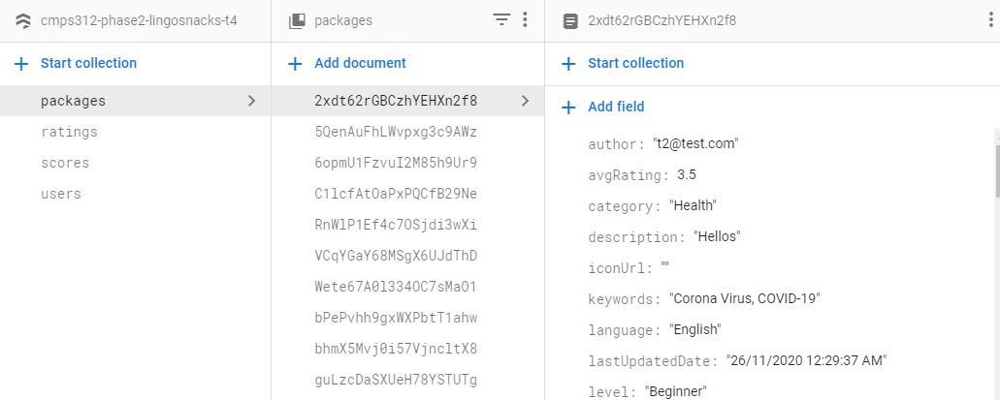 cmps312-phase2-lingosnacks-t4
Start collection
packages
ratings
scores
users
packages
Add document
2xdt62rGBCzhYEHXn2f8
5QenAuFhLWvpxg3c9AWz
6opmU1FzvuI2M85h9Ur9
C1lcfAtOaPxPQCfB29Ne
RnWlP1Ef4c7OSjdi3wXi
VCqYGaY68MSgX6UJdThD
Wete67A0l334OC7sMaO1
bPePvhh9gxWXPbtT1ahw
bhmX5Mvj0i57VjncltX8
guLzcDaSXUeH78YSTUTg
2xdt62rGBCzhYEHXn2f8
Start collection
Add field
author: "t2@test.com"
avgRating: 3.5
category: "Health"
description: "Hellos"
iconUrl: ""
keywords: "Corona Virus, COVID-19"
language: "English"
lastUpdatedDate: "26/11/2020 12:29:37 AM"
level: "Beginner"